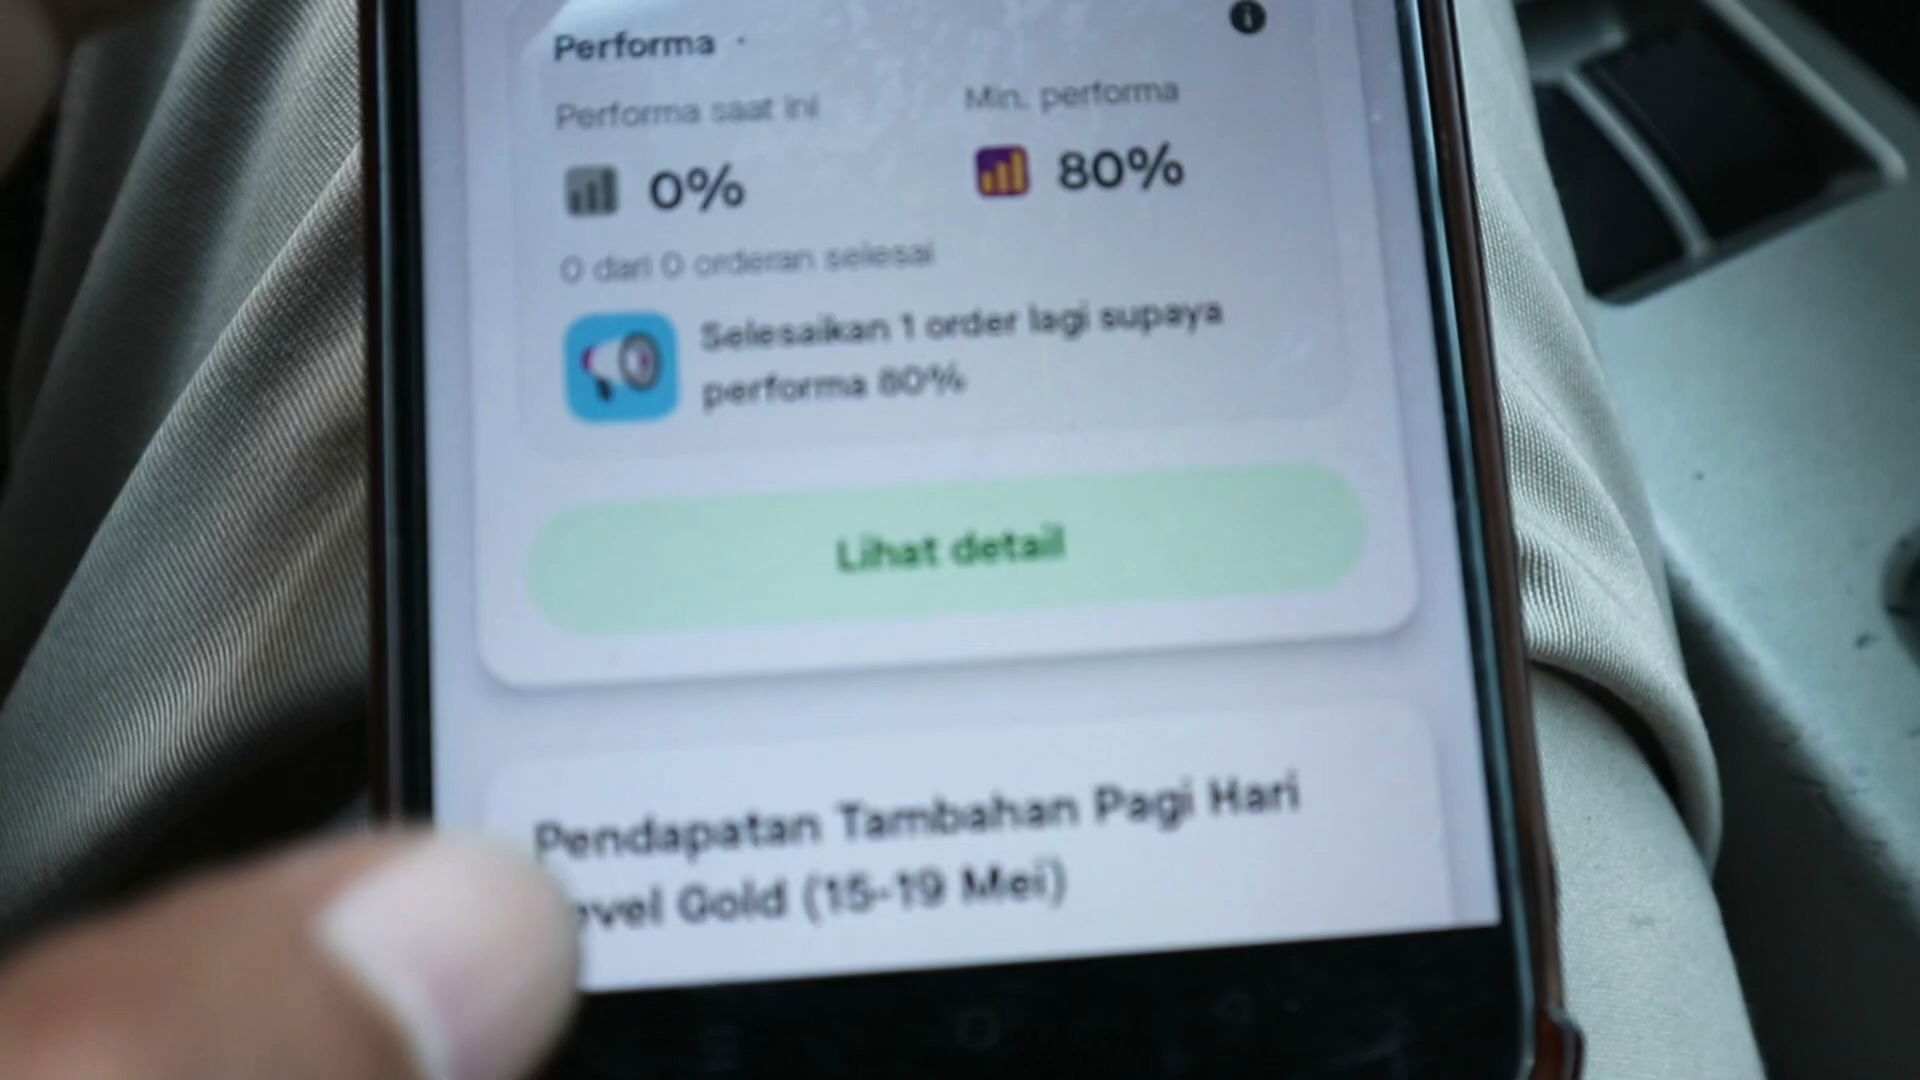 Performa
Performa saat ini
Min. performa
0%
80%
0 dari 0 orderan selesai
Selesaikan 1 order lagi supaya
performa 80%
Lihat detail
Pendapatan Tambahan Pagi Hari
Gold (15-19 Mei)